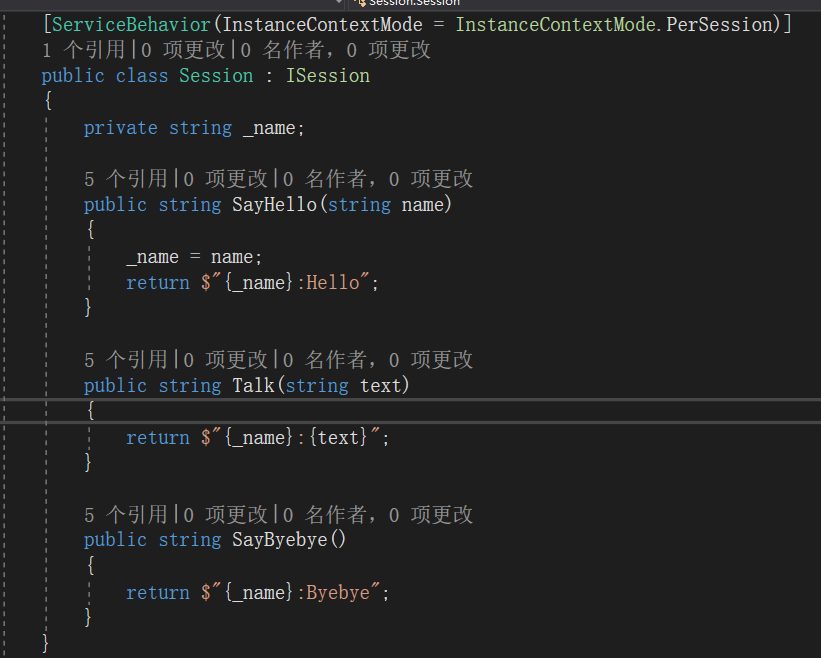 Session.Session
[ServiceBehavior(InstanceContextMode = InstanceContextMode.PerSession)]
1 个引用|0 项更改|0 名作者，0 项更改
public class Session : ISession
{
private string _name;
5 个引用|0 项更改|0 名作者，0 项更改
public string SayHello(string name)
{
_name = name;
return $"{_name}:Hello";
}
5 个引用|0 项更改|0 名作者，0 项更改
public string Talk(string text)
{
return $"{_name}:{text}";
}
5 个引用|0 项更改|0 名作者，0 项更改
public string SayByebye()
{
return $"{_name}:Byebye";
}
}